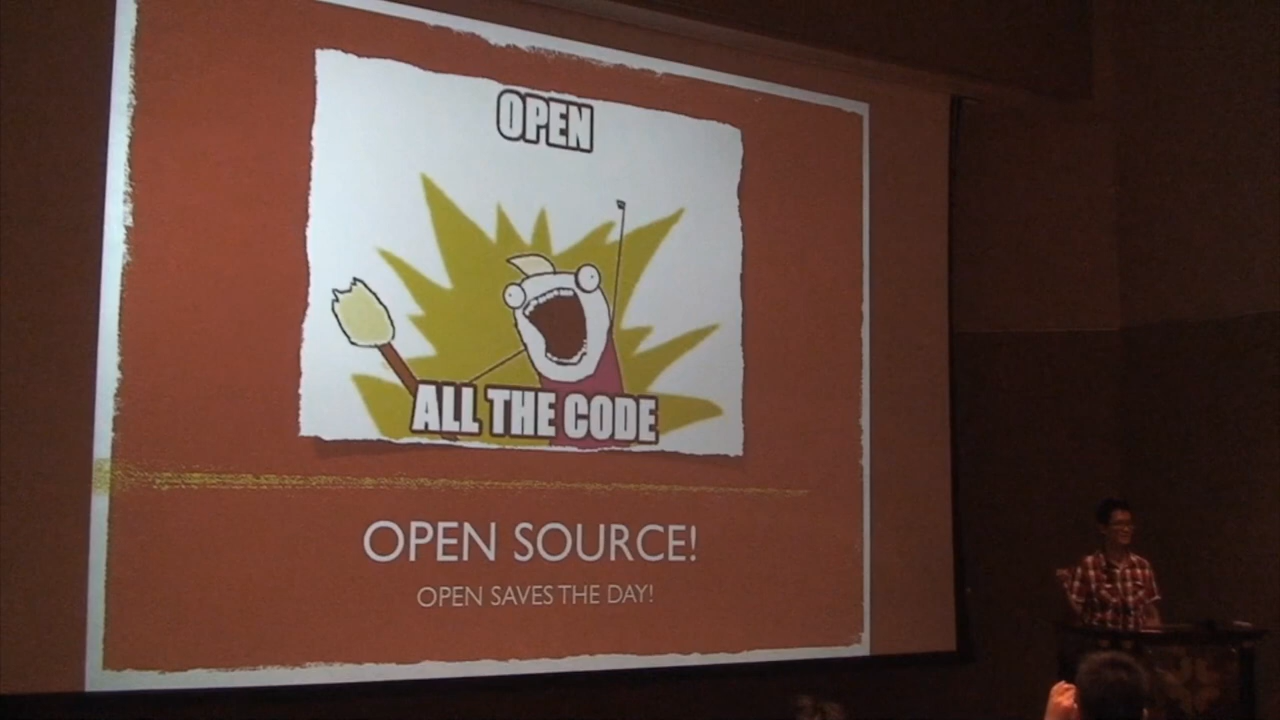 OPEN
ALL THE CODE
OPEN SOURCE!
OPEN SAVES THE DAY!